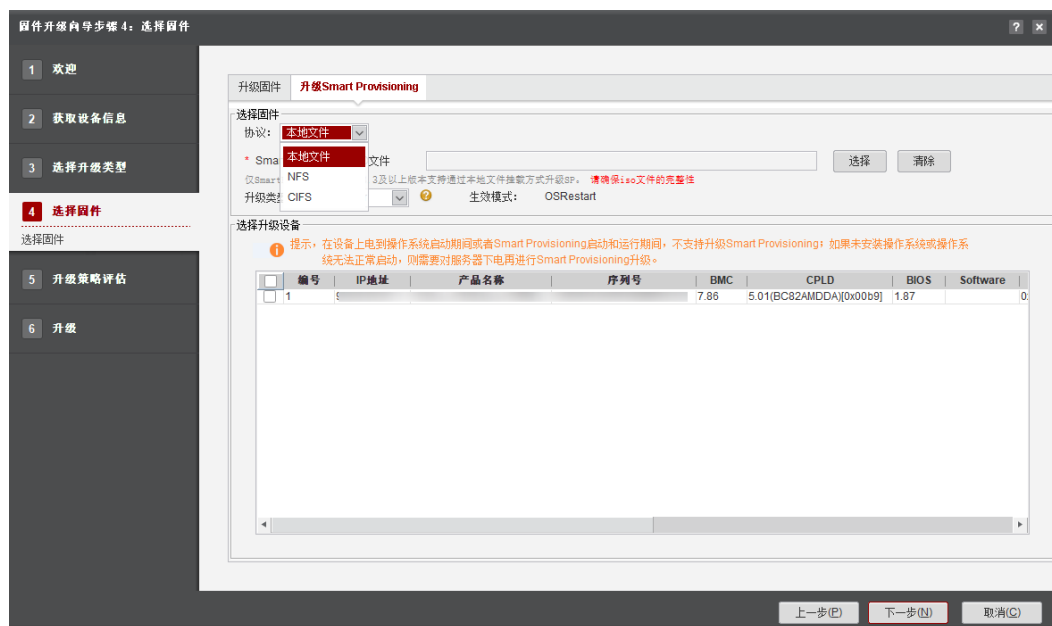 固件升级向导步骤 4：选择固件
? ×
1 欢迎
2 获取设备信息
3 选择升级类型
4 选择固件
选择固件
5 升级策略评估
6 升级
升级固件 升级Smart Provisioning
选择固件
协议： 本地文件
本地文件
NFS
CIFS
* Sma 文件 选择 清除
仅Smart 3及以上版本支持通过本地文件挂载方式升级SP。 请确保iso文件的完整性
升级类 生效模式： OSRestart
选择升级设备
提示，在设备上电到操作系统启动期间或者Smart Provisioning启动和运行期间，不支持升级Smart Provisioning；如果未安装操作系统或操作系
统无法正常启动，则需要对服务器下电再进行Smart Provisioning升级。
编号 IP地址 产品名称 序列号 BMC CPLD BIOS Software
1 7.86 5.01(BC82AMDDA)[0x00b9] 1.87
上一步(P) 下一步(N) 取消(C)